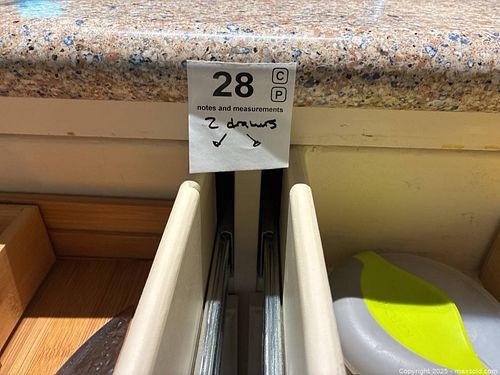 28
C
P
notes and measurements
2 drawers
Copyright 2025 - maxsold.com